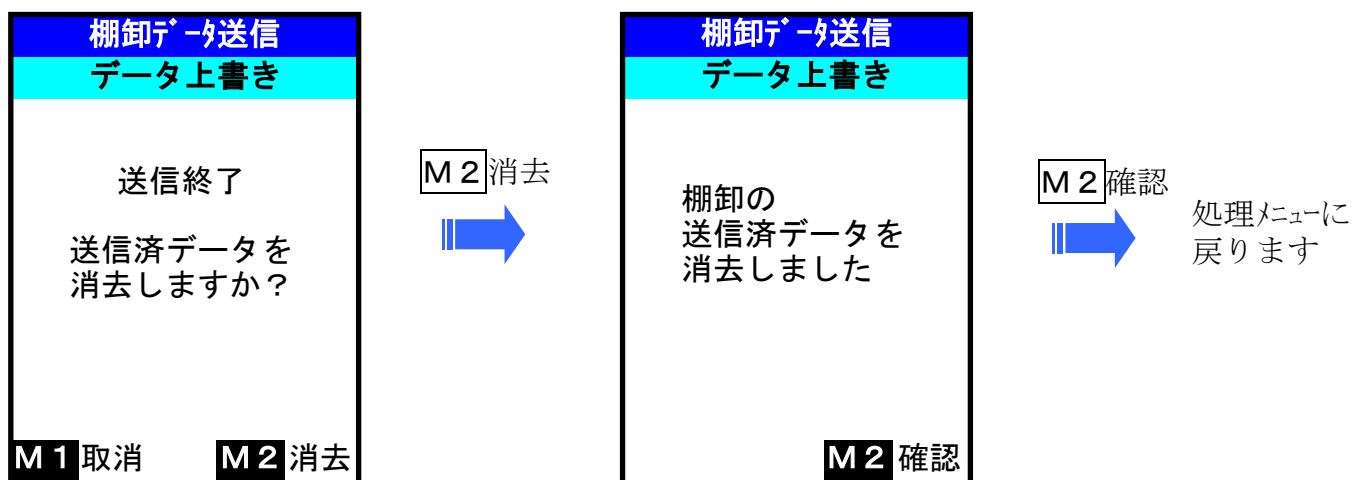 棚卸ﾃﾞｰﾀ送信
データ上書き
送信終了
送信済データを
消去しますか？
Ｍ１取消 Ｍ２消去
Ｍ２消去
棚卸ﾃﾞｰﾀ送信
データ上書き
棚卸の
送信済データを
消去しました
Ｍ２確認
Ｍ２確認
処理ﾒﾆｭｰに
戻ります